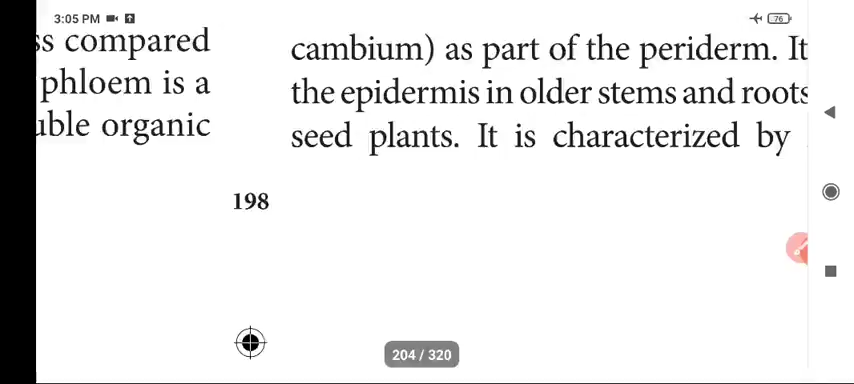 3:05 PM
76
ss compared
phloem is a
uble organic
cambium) as part of the periderm. It
the epidermis in older stems and roots
seed plants. It is characterized by
198
204 / 320